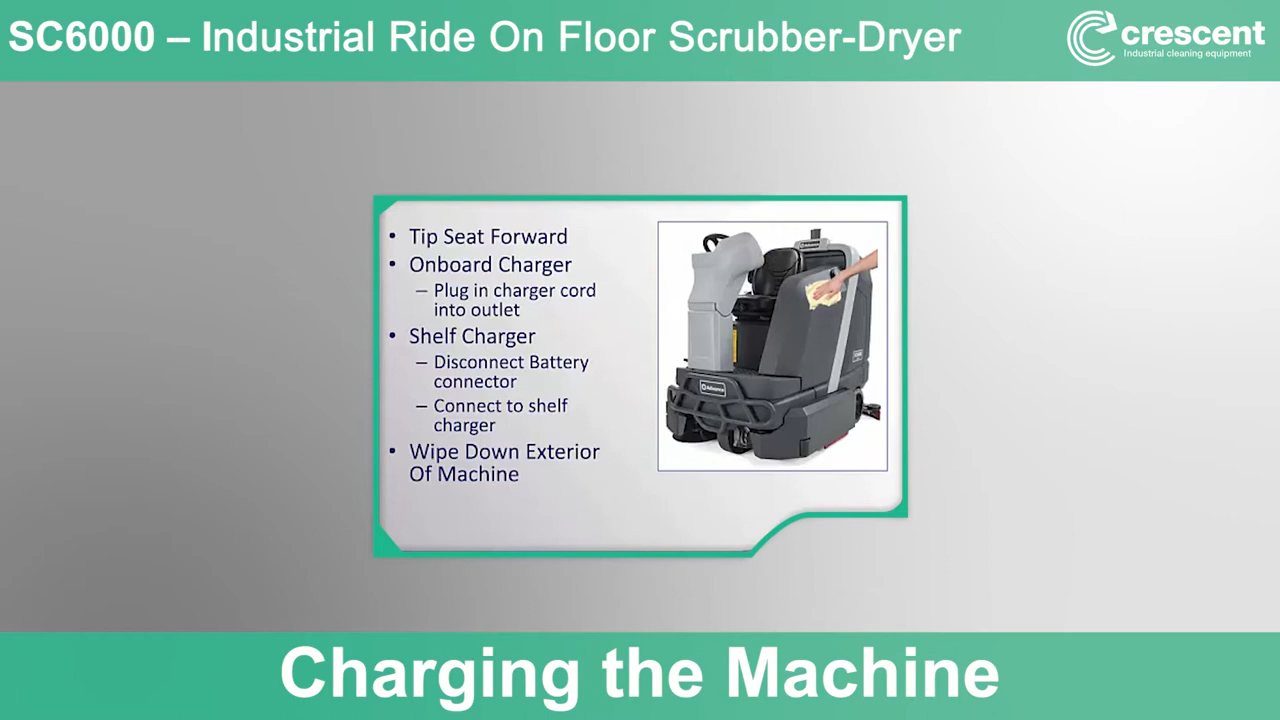 SC6000 – Industrial Ride On Floor Scrubber-Dryer
crescent
Industrial cleaning equipment
• Tip Seat Forward
• Onboard Charger
– Plug in charger cord
into outlet
• Shelf Charger
– Disconnect Battery
connector
– Connect to shelf
charger
• Wipe Down Exterior
Of Machine
Advance
Charging the Machine